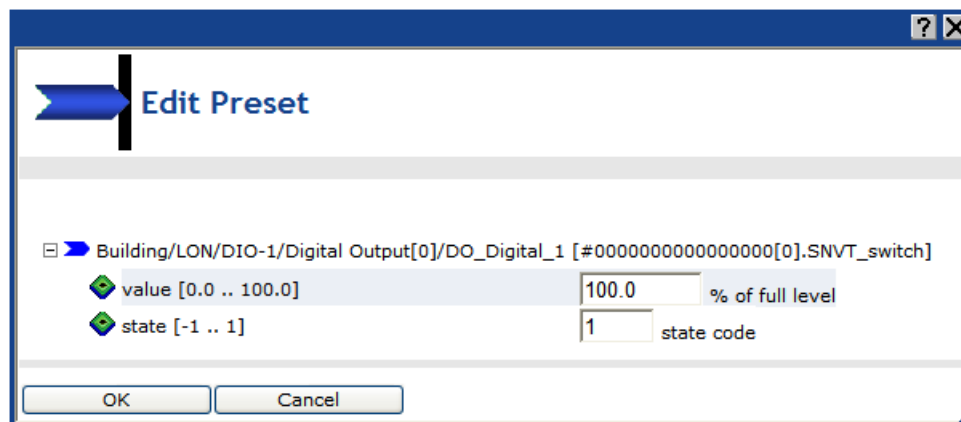 Edit Preset
Building/LON/DIO-1/Digital Output[0]/DO_Digital_1 [#0000000000000000[0].SNVT_switch]
value [0.0 .. 100.0] 100.0 % of full level
state [-1 .. 1] 1 state code
OK Cancel